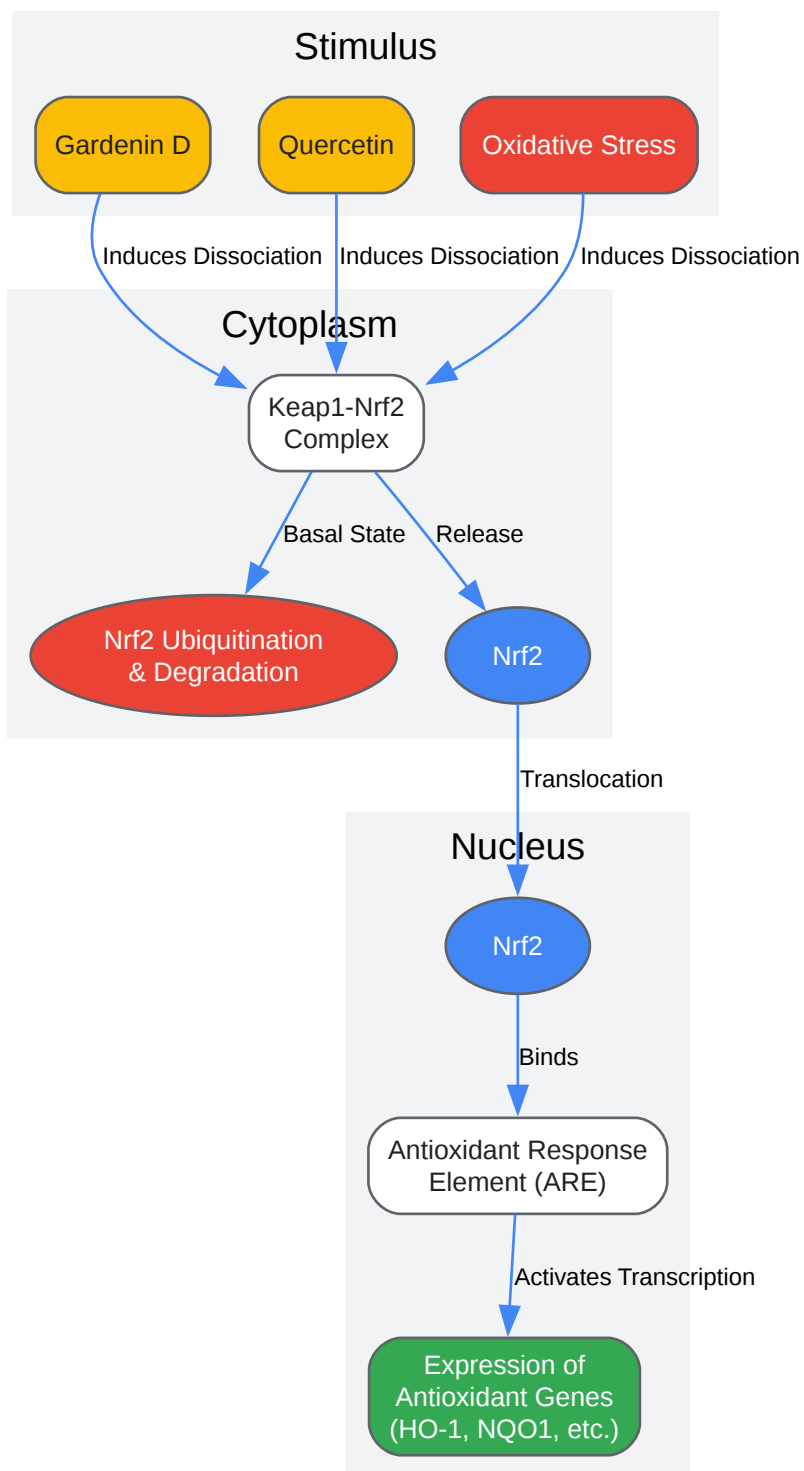 Stimulus
Gardenin D
Quercetin
Oxidative Stress
Induces Dissociation
Induces Dissociation
Induces Dissociation
Cytoplasm
Keap1-Nrf2
Complex
Basal State
Release
Nrf2 Ubiquitination
& Degradation
Nrf2
Translocation
Nucleus
Nrf2
Binds
Antioxidant Response
Element (ARE)
Activates Transcription
Expression of
Antioxidant Genes
(HO-1, NQO1, etc.)